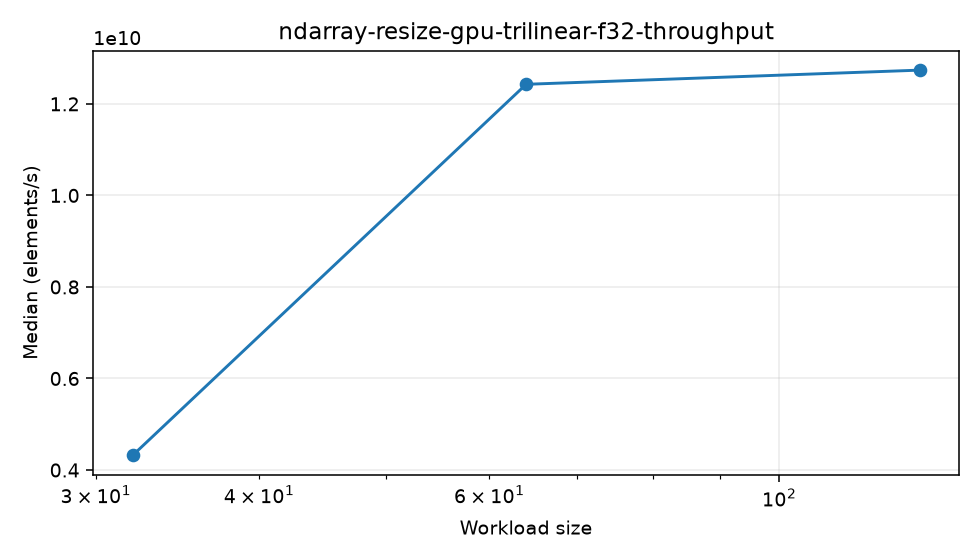 ndarray-resize-gpu-trilinear-f32-throughput
1e10
1.2
1.0
0.8
0.6
0.4
Median (elements/s)
3 × 10¹
4 × 10¹
6 × 10¹
10²
Workload size